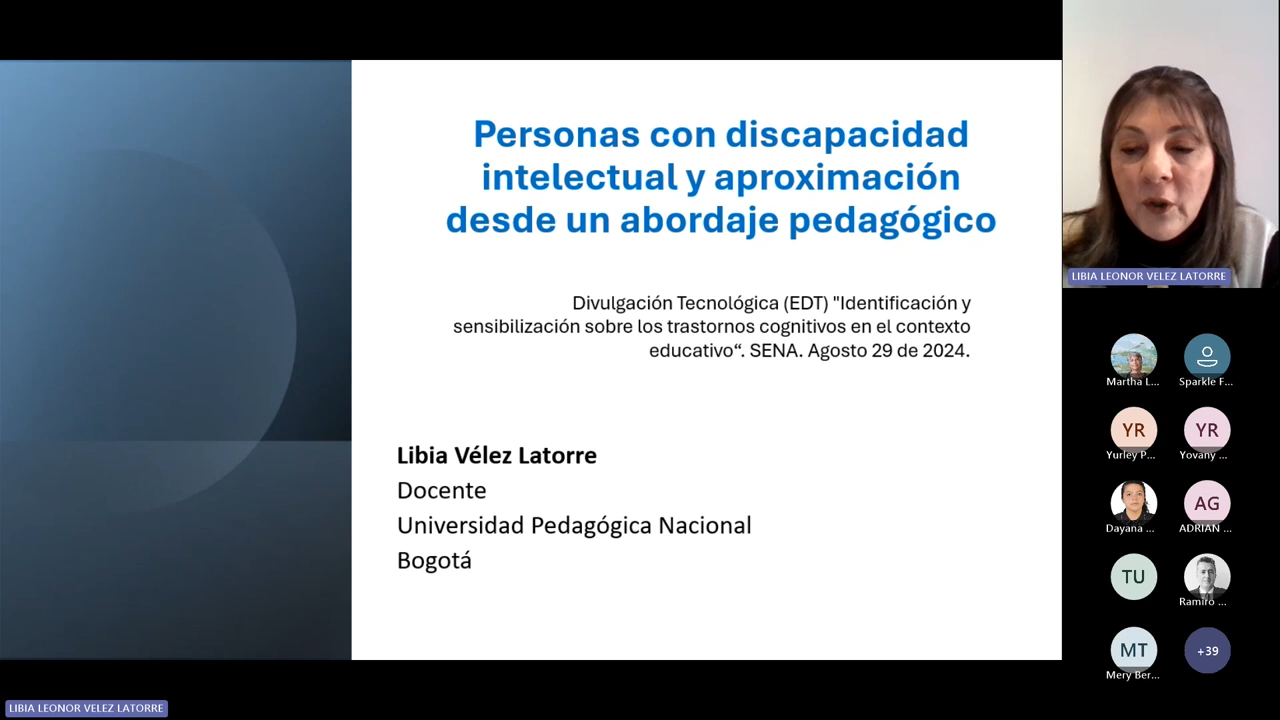 Personas con discapacidad
intelectual y aproximación
desde un abordaje pedagógico
Divulgación Tecnológica (EDT) "Identificación y
sensibilización sobre los trastornos cognitivos en el contexto
educativo“. SENA. Agosto 29 de 2024.
Libia Vélez Latorre
Docente
Universidad Pedagógica Nacional
Bogotá
LIBIA LEONOR VELEZ LATORRE
Martha L...
Sparkle F...
YR
Yurley P...
YR
Yovany ...
Dayana ...
AG
ADRIAN ...
TU
Ramiro ...
MT
Mery Ber...
+39
LIBIA LEONOR VELEZ LATORRE